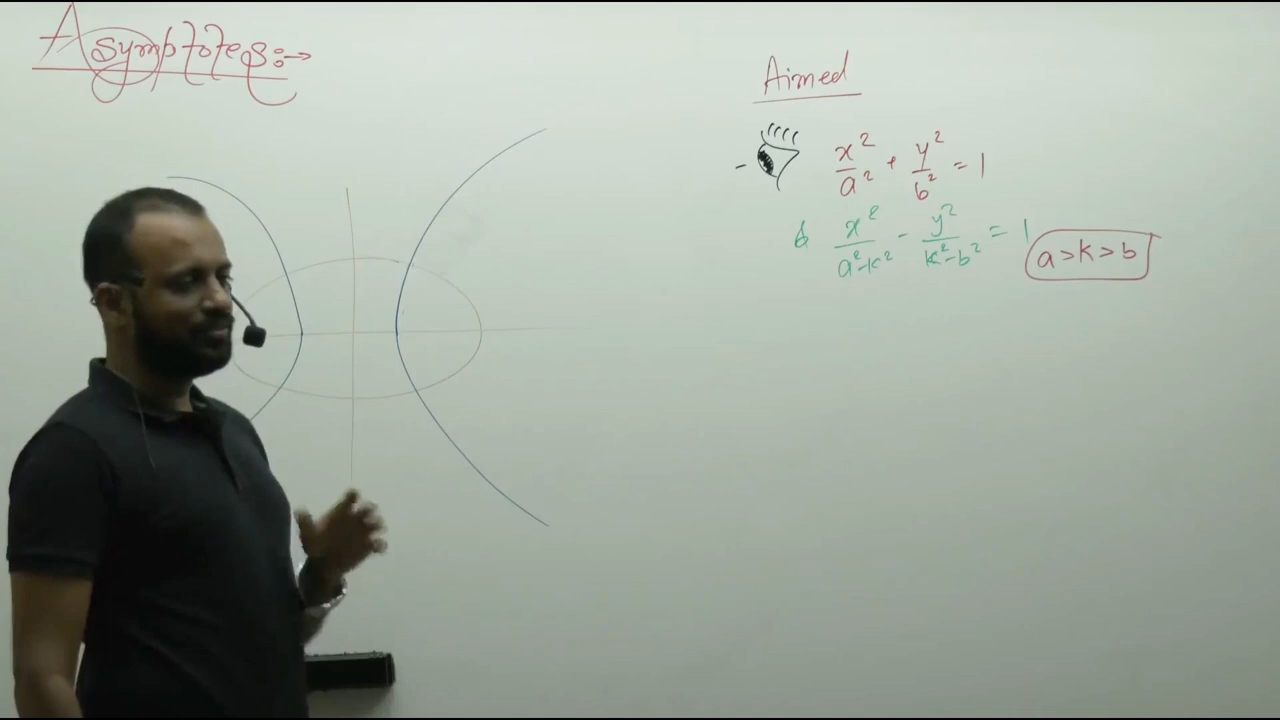 Asymptotes:→
Aimed
x²/a² + y²/b² = 1
& x²/a²-k² - y²/k²-b² = 1
a>k>b